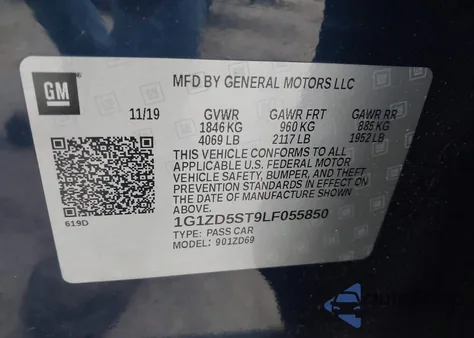 GM
MFD BY GENERAL MOTORS LLC
11/19 GVWR GAWR FRT GAWR RR
1846 KG 960 KG 885 KG
4069 LB 2117 LB 1952 LB
THIS VEHICLE CONFORMS TO ALL
APPLICABLE U.S. FEDERAL MOTOR
VEHICLE SAFETY, BUMPER, AND THEFT
PREVENTION STANDARDS IN EFFECT ON
THE DATE OF MANUFACTURE SHOWN
ABOVE.
619D
1G1ZD5ST9LF055850
TYPE: PASS CAR
MODEL: 901ZD69